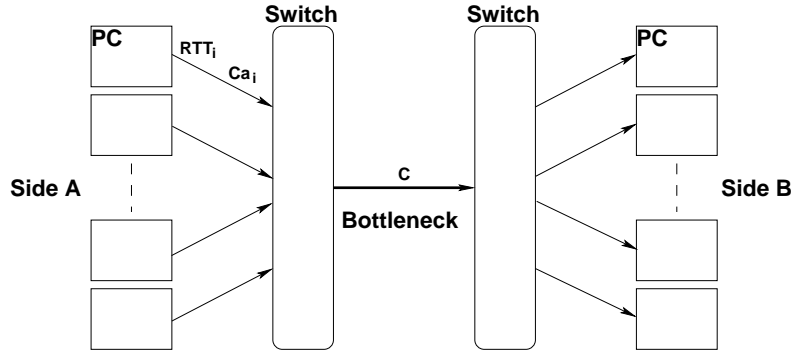 Switch
Switch
PC
RTTi
Cai
PC
C
Side A
Side B
Bottleneck